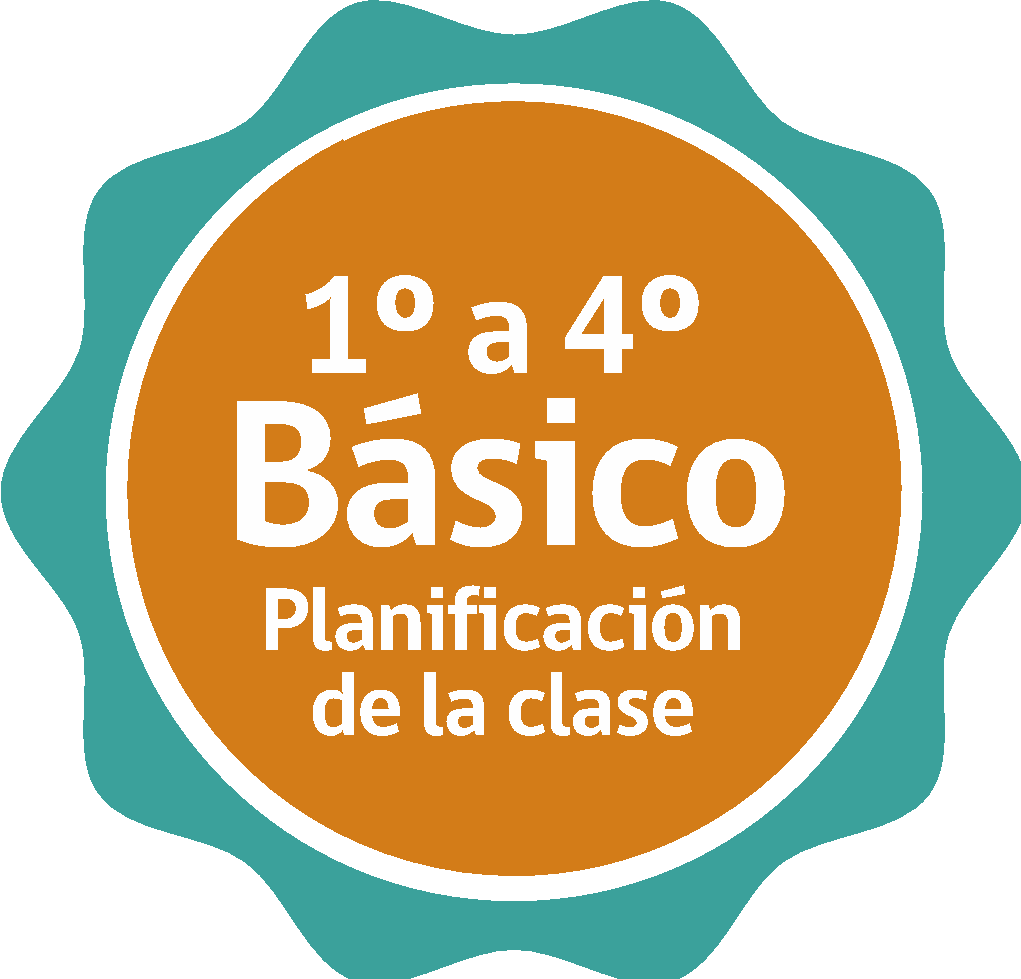 1º a 4º
Básico
Planificación
de la clase